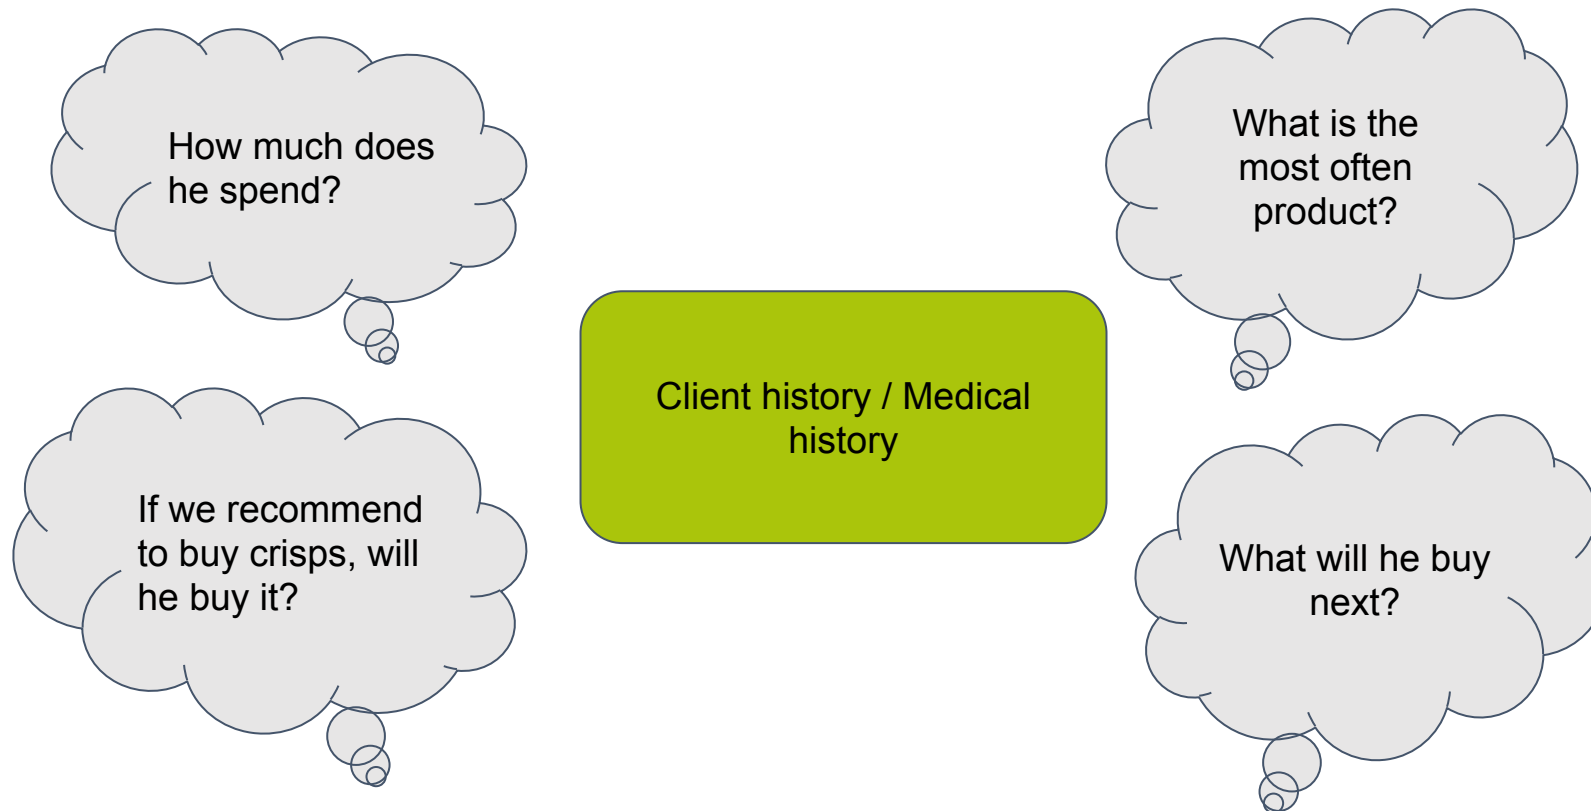 How much does
he spend?
What is the
most often
product?
Client history / Medical
history
If we recommend
to buy crisps, will
he buy it?
What will he buy
next?